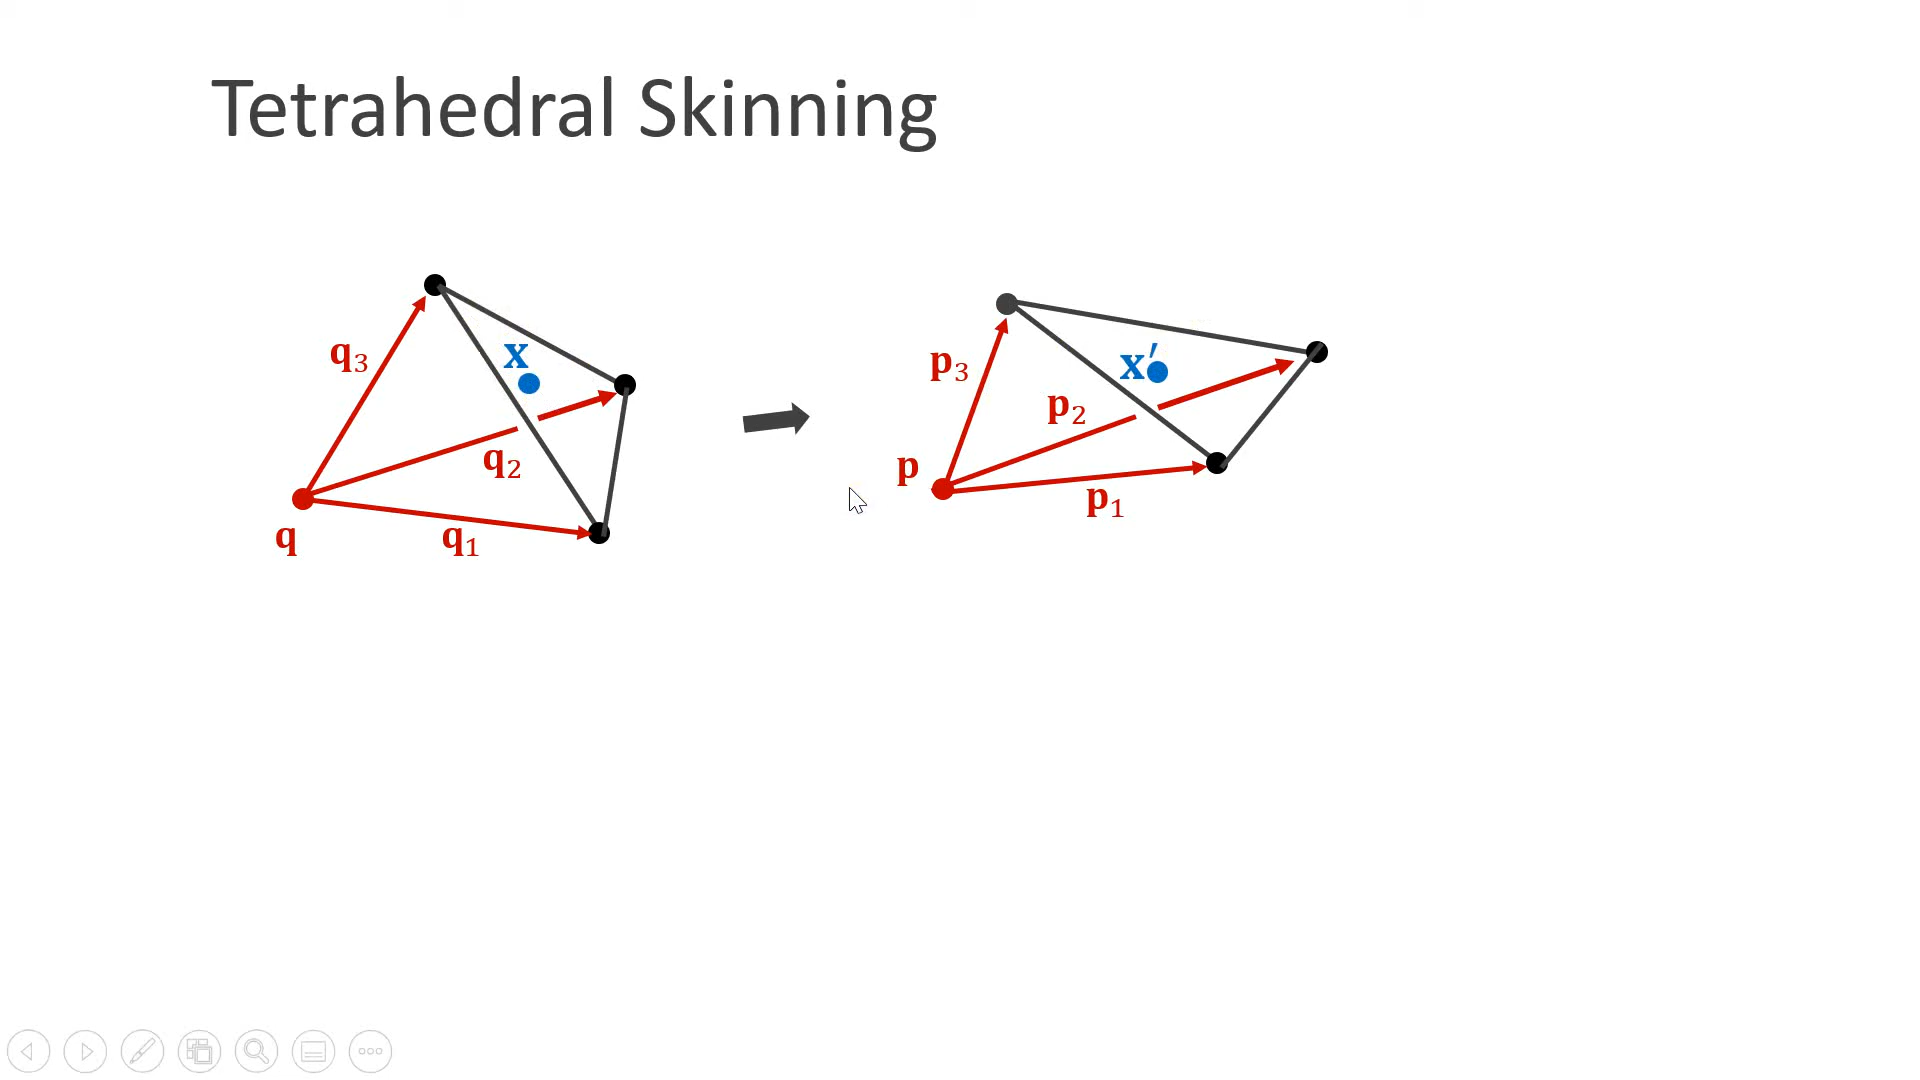 Tetrahedral Skinning
q₃
x
q₂
q
q₁
p₃
x′
p₂
p
p₁